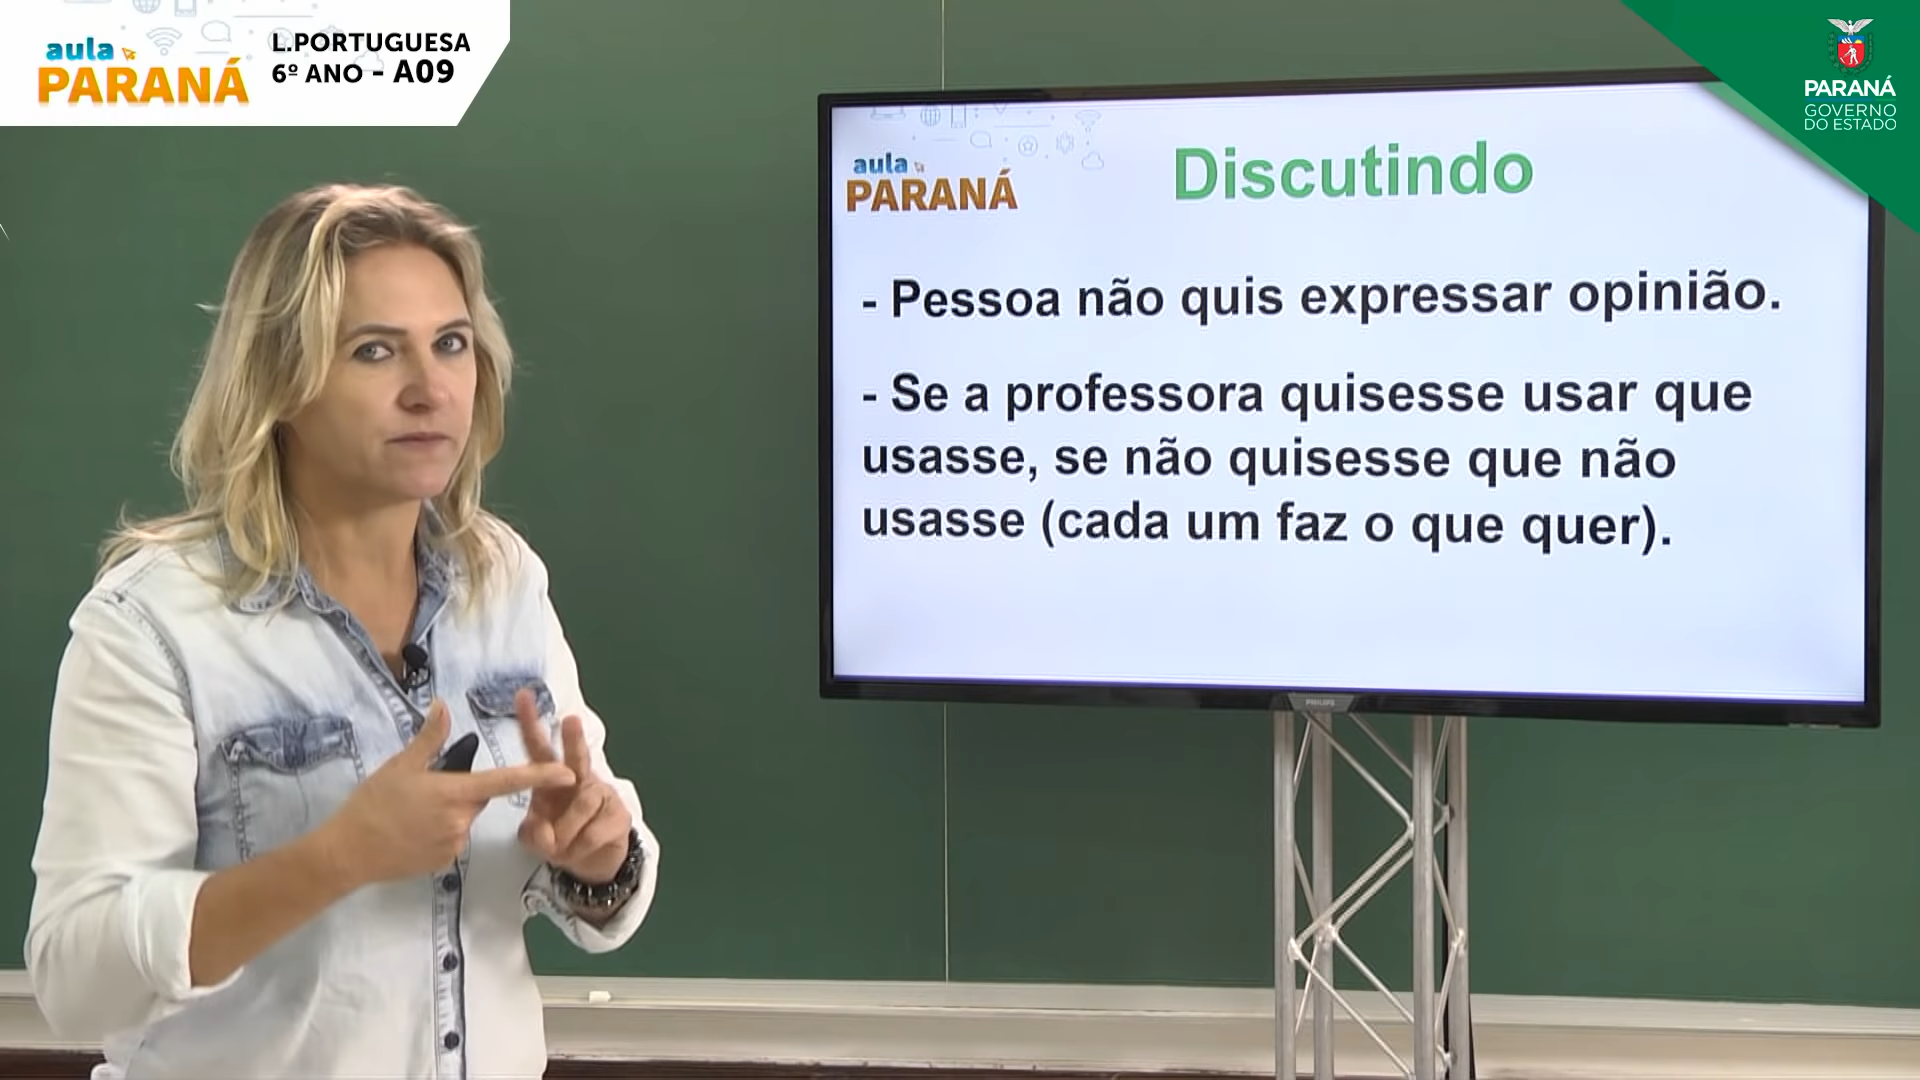 aula
PARANÁ
L.PORTUGUESA
6º ANO - A09
PARANÁ
GOVERNO
DO ESTADO
aula
PARANÁ
Discutindo
- Pessoa não quis expressar opinião.
- Se a professora quisesse usar que
usasse, se não quisesse que não
usasse (cada um faz o que quer).
PHILIPS